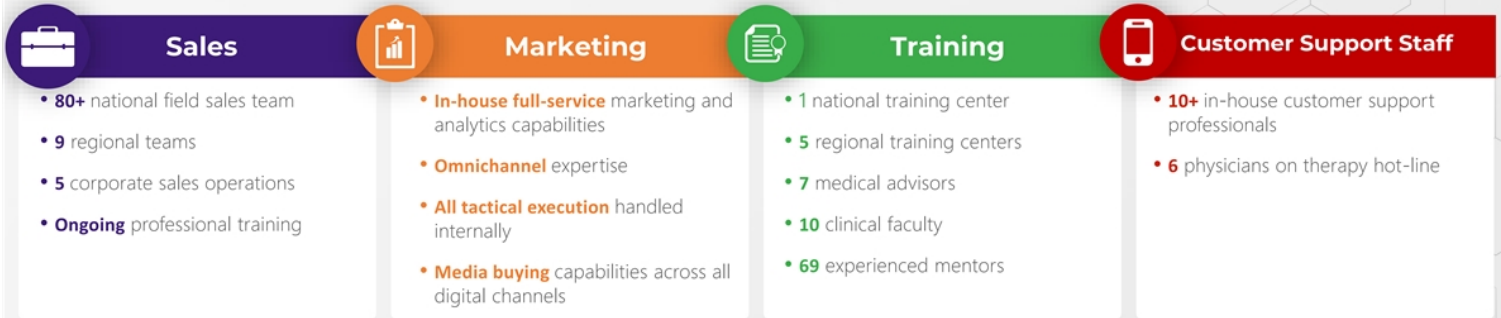 Sales
• 80+ national field sales team
• 9 regional teams
• 5 corporate sales operations
• Ongoing professional training
Marketing
• In-house full-service marketing and
analytics capabilities
• Omnichannel expertise
• All tactical execution handled
internally
• Media buying capabilities across all
digital channels
Training
• 1 national training center
• 5 regional training centers
• 7 medical advisors
• 10 clinical faculty
• 69 experienced mentors
Customer Support Staff
• 10+ in-house customer support
professionals
• 6 physicians on therapy hot-line